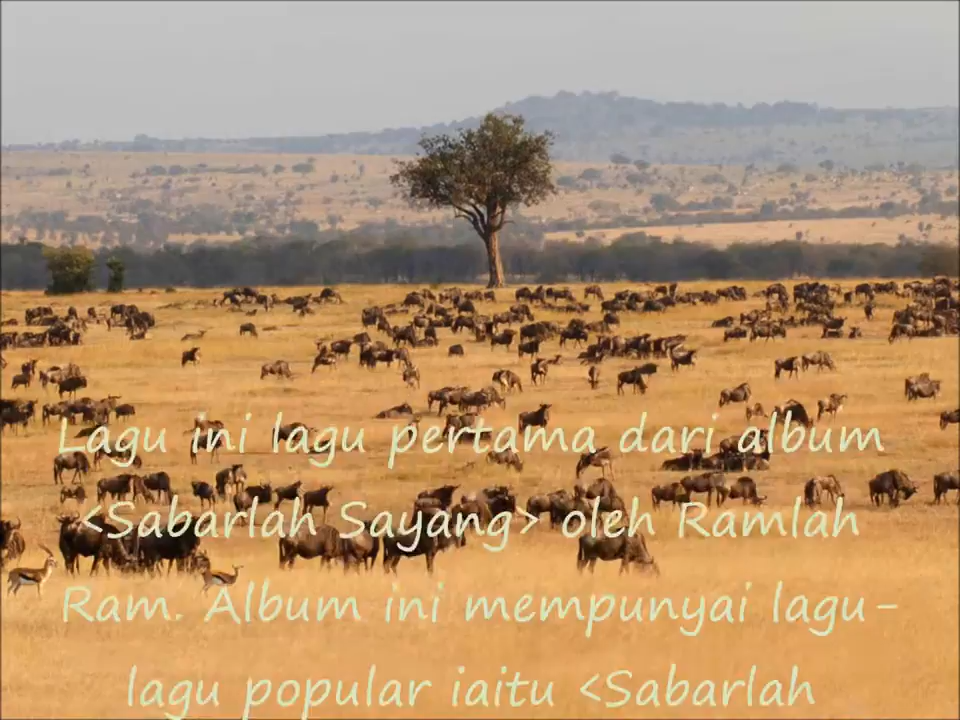 Lagu ini lagu pertama dari album
<Sabarlah Sayang> oleh Ramlah
Ram. Album ini mempunyai lagu-
lagu popular iaitu <Sabarlah